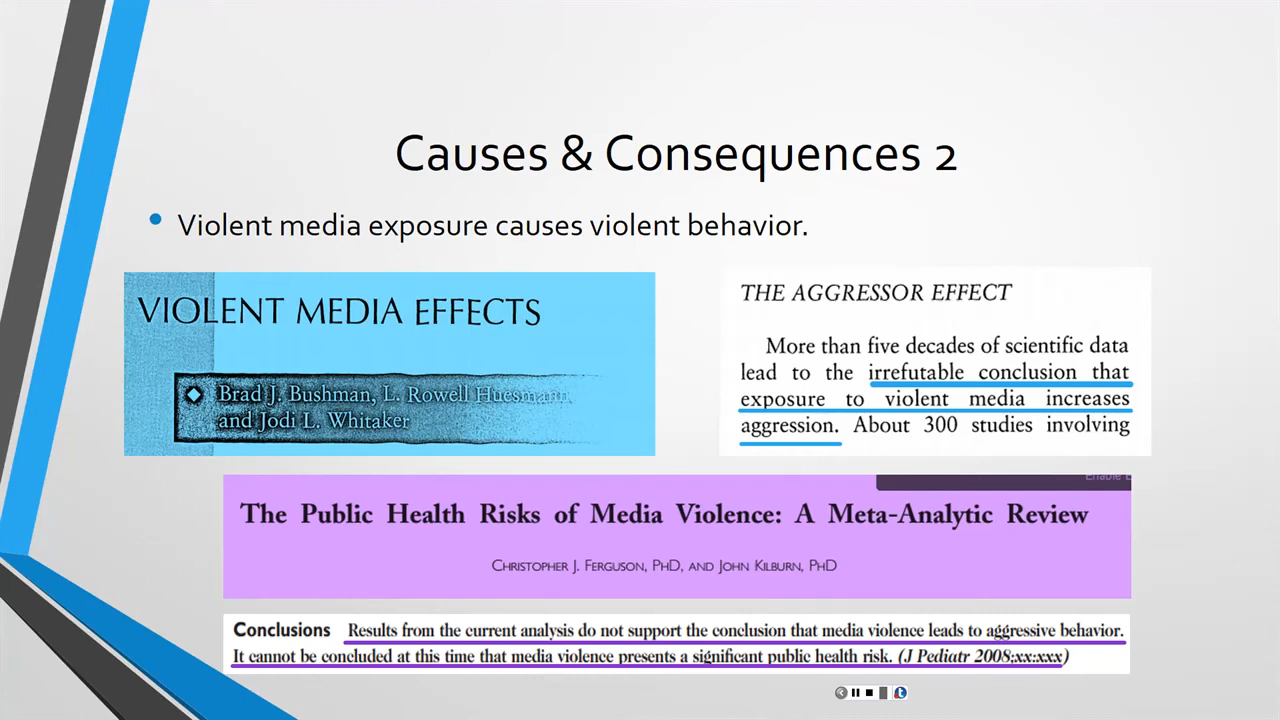 Causes & Consequences 2
• Violent media exposure causes violent behavior.
VIOLENT MEDIA EFFECTS
Brad J. Bushman, L. Rowell Huesmann,
and Jodi L. Whitaker
THE AGGRESSOR EFFECT
More than five decades of scientific data
lead to the irrefutable conclusion that
exposure to violent media increases
aggression. About 300 studies involving
Enable
The Public Health Risks of Media Violence: A Meta-Analytic Review
CHRISTOPHER J. FERGUSON, PHD, AND JOHN KILBURN, PHD
Conclusions Results from the current analysis do not support the conclusion that media violence leads to aggressive behavior.
It cannot be concluded at this time that media violence presents a significant public health risk. (J Pediatr 2008;xx:xxx)